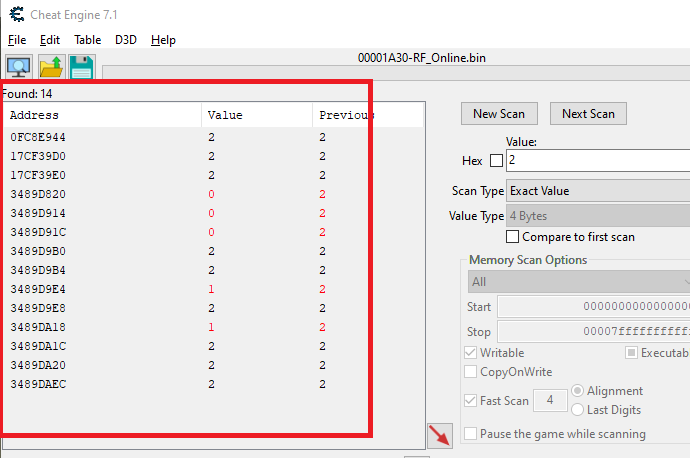 Cheat Engine 7.1
File Edit Table D3D Help
00001A30-RF_Online.bin
Found: 14
Address Value Previous
0FC8E944 2 2
17CF39D0 2 2
17CF39E0 2 2
3489D820 0 2
3489D914 0 2
3489D91C 0 2
3489D9B0 2 2
3489D9B4 2 2
3489D9E4 1 2
3489D9E8 2 2
3489DA18 1 2
3489DA1C 2 2
3489DA20 2 2
3489DAEC 2 2
New Scan Next Scan
Value:
Hex 2
Scan Type Exact Value
Value Type 4 Bytes
Compare to first scan
Memory Scan Options
All
Start 000000000000000
Stop 00007ffffffffff
Writable Executab
CopyOnWrite
Fast Scan 4 Alignment
Last Digits
Pause the game while scanning